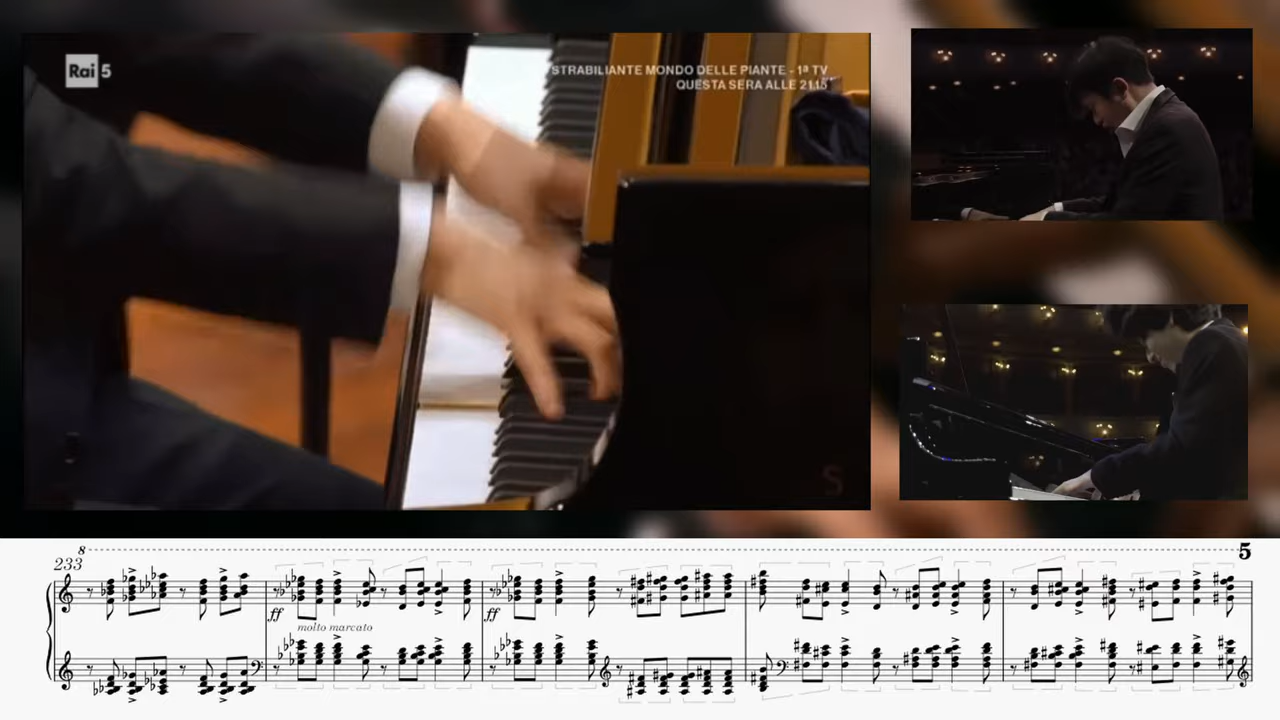 Rai 5
STRABILIANTE MONDO DELLE PIANTE - 1ª TV
QUESTA SERA ALLE 21.15
S
8
5
233
ff
ff
molto marcato